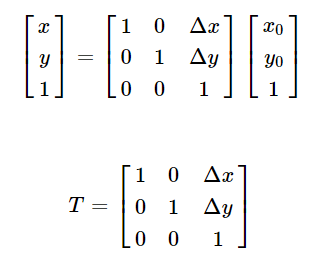 [x y 1]ᵀ = [1 0 Δx; 0 1 Δy; 0 0 1] [x₀ y₀ 1]ᵀ
T = [1 0 Δx; 0 1 Δy; 0 0 1]